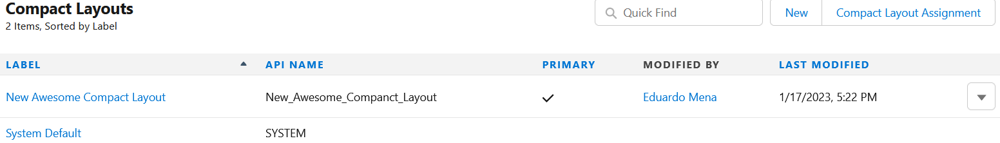 Compact Layouts
2 Items, Sorted by Label
Quick Find
New
Compact Layout Assignment
LABEL API NAME PRIMARY MODIFIED BY LAST MODIFIED
New Awesome Compact Layout New_Awesome_Companct_Layout Eduardo Mena 1/17/2023, 5:22 PM
System Default SYSTEM